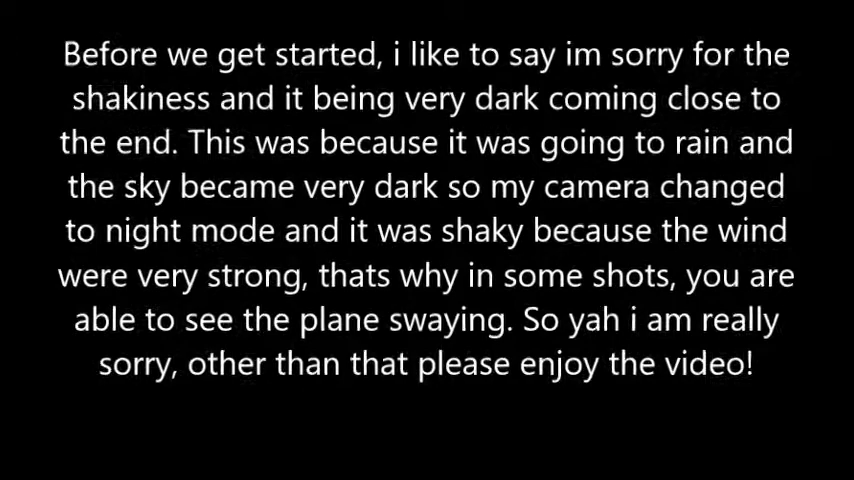 Before we get started, i like to say im sorry for the
shakiness and it being very dark coming close to
the end. This was because it was going to rain and
the sky became very dark so my camera changed
to night mode and it was shaky because the wind
were very strong, thats why in some shots, you are
able to see the plane swaying. So yah i am really
sorry, other than that please enjoy the video!